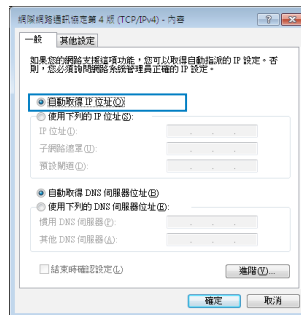 網際網路通訊協定第 4 版 (TCP/IPv4) - 內容
一般
其他設定
如果您的網路支援這項功能，您可以取得自動指派的 IP 設定。否
則，您必須詢問網路系統管理員正確的 IP 設定。
自動取得 IP 位址(O)
使用下列的 IP 位址(S):
IP 位址(I):
子網路遮罩(U):
預設閘道(D):
自動取得 DNS 伺服器位址(B)
使用下列的 DNS 伺服器位址(E):
慣用 DNS 伺服器(P):
其他 DNS 伺服器(A):
結束時確認設定(L)
進階(V)...
確定
取消